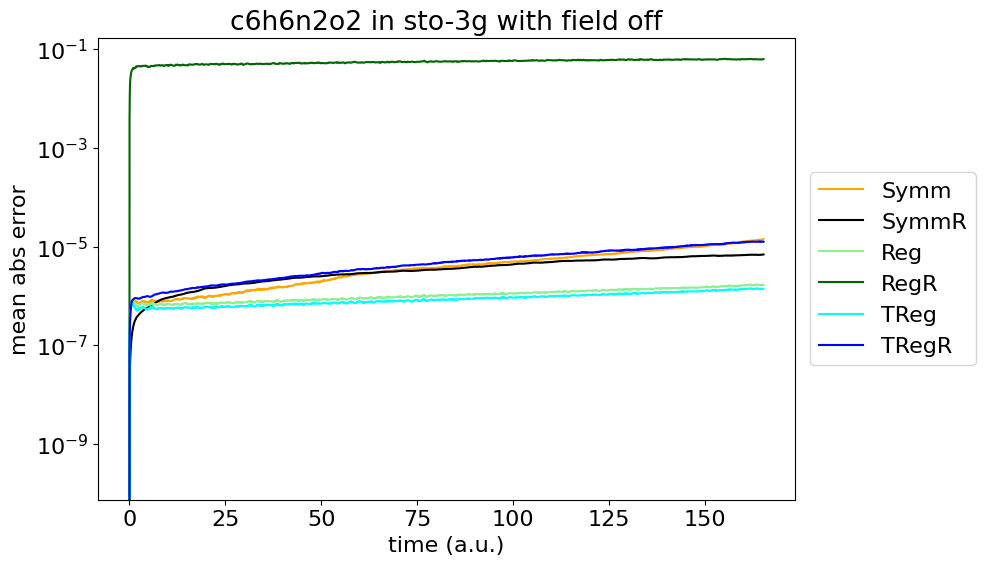 c6h6n2o2 in sto-3g with field off
mean abs error
10⁻¹
10⁻³
10⁻⁵
10⁻⁷
10⁻⁹
0 25 50 75 100 125 150
time (a.u.)
Symm
SymmR
Reg
RegR
TReg
TRegR